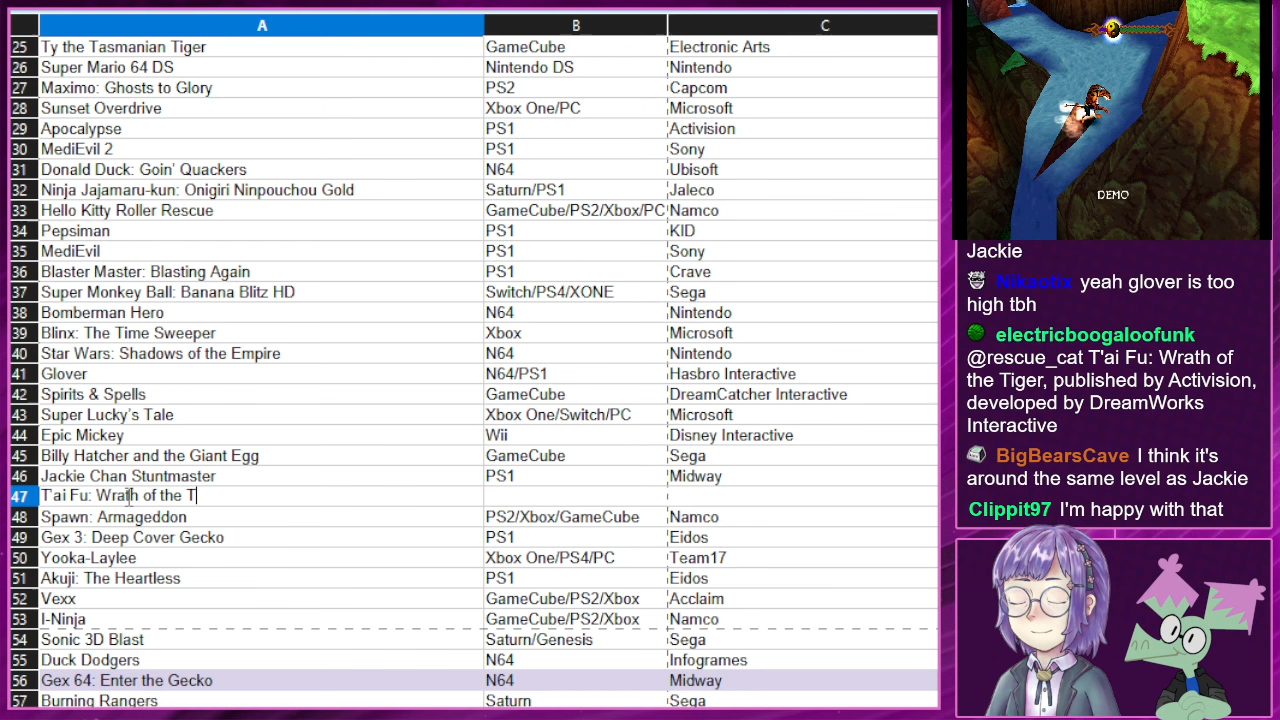 A B C
25 Ty the Tasmanian Tiger GameCube Electronic Arts
26 Super Mario 64 DS Nintendo DS Nintendo
27 Maximo: Ghosts to Glory PS2 Capcom
28 Sunset Overdrive Xbox One/PC Microsoft
29 Apocalypse PS1 Activision
30 MediEvil 2 PS1 Sony
31 Donald Duck: Goin' Quackers N64 Ubisoft
32 Ninja Jajamaru-kun: Onigiri Ninpouchou Gold Saturn/PS1 Jaleco
33 Hello Kitty Roller Rescue GameCube/PS2/Xbox/PC Namco
34 Pepsiman PS1 KID
35 MediEvil PS1 Sony
36 Blaster Master: Blasting Again PS1 Crave
37 Super Monkey Ball: Banana Blitz HD Switch/PS4/XONE Sega
38 Bomberman Hero N64 Nintendo
39 Blinx: The Time Sweeper Xbox Microsoft
40 Star Wars: Shadows of the Empire N64 Nintendo
41 Glover N64/PS1 Hasbro Interactive
42 Spirits & Spells GameCube DreamCatcher Interactive
43 Super Lucky's Tale Xbox One/Switch/PC Microsoft
44 Epic Mickey Wii Disney Interactive
45 Billy Hatcher and the Giant Egg GameCube Sega
46 Jackie Chan Stuntmaster PS1 Midway
47 T'ai Fu: Wrath of the T
48 Spawn: Armageddon PS2/Xbox/GameCube Namco
49 Gex 3: Deep Cover Gecko PS1 Eidos
50 Yooka-Laylee Xbox One/PS4/PC Team17
51 Akuji: The Heartless PS1 Eidos
52 Vexx GameCube/PS2/Xbox Acclaim
53 I-Ninja GameCube/PS2/Xbox Namco
54 Sonic 3D Blast Saturn/Genesis Sega
55 Duck Dodgers N64 Infogrames
56 Gex 64: Enter the Gecko N64 Midway
57 Burning Rangers Saturn Sega
DEMO
Jackie
Nikaotix yeah glover is too
high tbh
electricboogaloofunk
@rescue_cat T'ai Fu: Wrath of
the Tiger, published by Activision,
developed by DreamWorks
Interactive
BigBearsCave I think it's
around the same level as Jackie
Clippit97 I'm happy with that